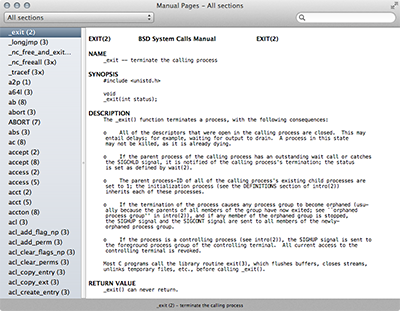 Manual Pages – All sections
All sections
_exit (2)
_longjmp (3)
_nc_free_and_exit...
_nc_freeall (3x)
_tracef (3x)
a2p (1)
a64l (3)
ab (8)
abort (3)
ABORT (7)
abs (3)
ac (8)
accept (2)
accept (8)
access (2)
access (5)
acct (2)
acct (5)
accton (8)
acl (3)
acl_add_flag_np (3)
acl_add_perm (3)
acl_clear_flags_np (3)
acl_clear_perms (3)
acl_copy_entry (3)
acl_copy_ext (3)
acl_create_entry (3)
EXIT(2) BSD System Calls Manual EXIT(2)
NAME
_exit -- terminate the calling process
SYNOPSIS
#include <unistd.h>
void
_exit(int status);
DESCRIPTION
The _exit() function terminates a process, with the following consequences:
o All of the descriptors that were open in the calling process are closed. This may
entail delays; for example, waiting for output to drain. A process in this state
may not be killed, as it is already dying.
o If the parent process of the calling process has an outstanding wait call or catches
the SIGCHLD signal, it is notified of the calling process's termination; the status
is set as defined by wait(2).
o The parent process-ID of all of the calling process's existing child processes are
set to 1; the initialization process (see the DEFINITIONS section of intro(2))
inherits each of these processes.
o If the termination of the process causes any process group to become orphaned (usu-
ally because the parents of all members of the group have now exited; see ``orphaned
process group'' in intro(2)), and if any member of the orphaned group is stopped,
the SIGHUP signal and the SIGCONT signal are sent to all members of the newly-
orphaned process group.
o If the process is a controlling process (see intro(2)), the SIGHUP signal is sent to
the foreground process group of the controlling terminal. All current access to the
controlling terminal is revoked.
Most C programs call the library routine exit(3), which flushes buffers, closes streams,
unlinks temporary files, etc., before calling _exit().
RETURN VALUE
_exit() can never return.
_exit (2) - terminate the calling process